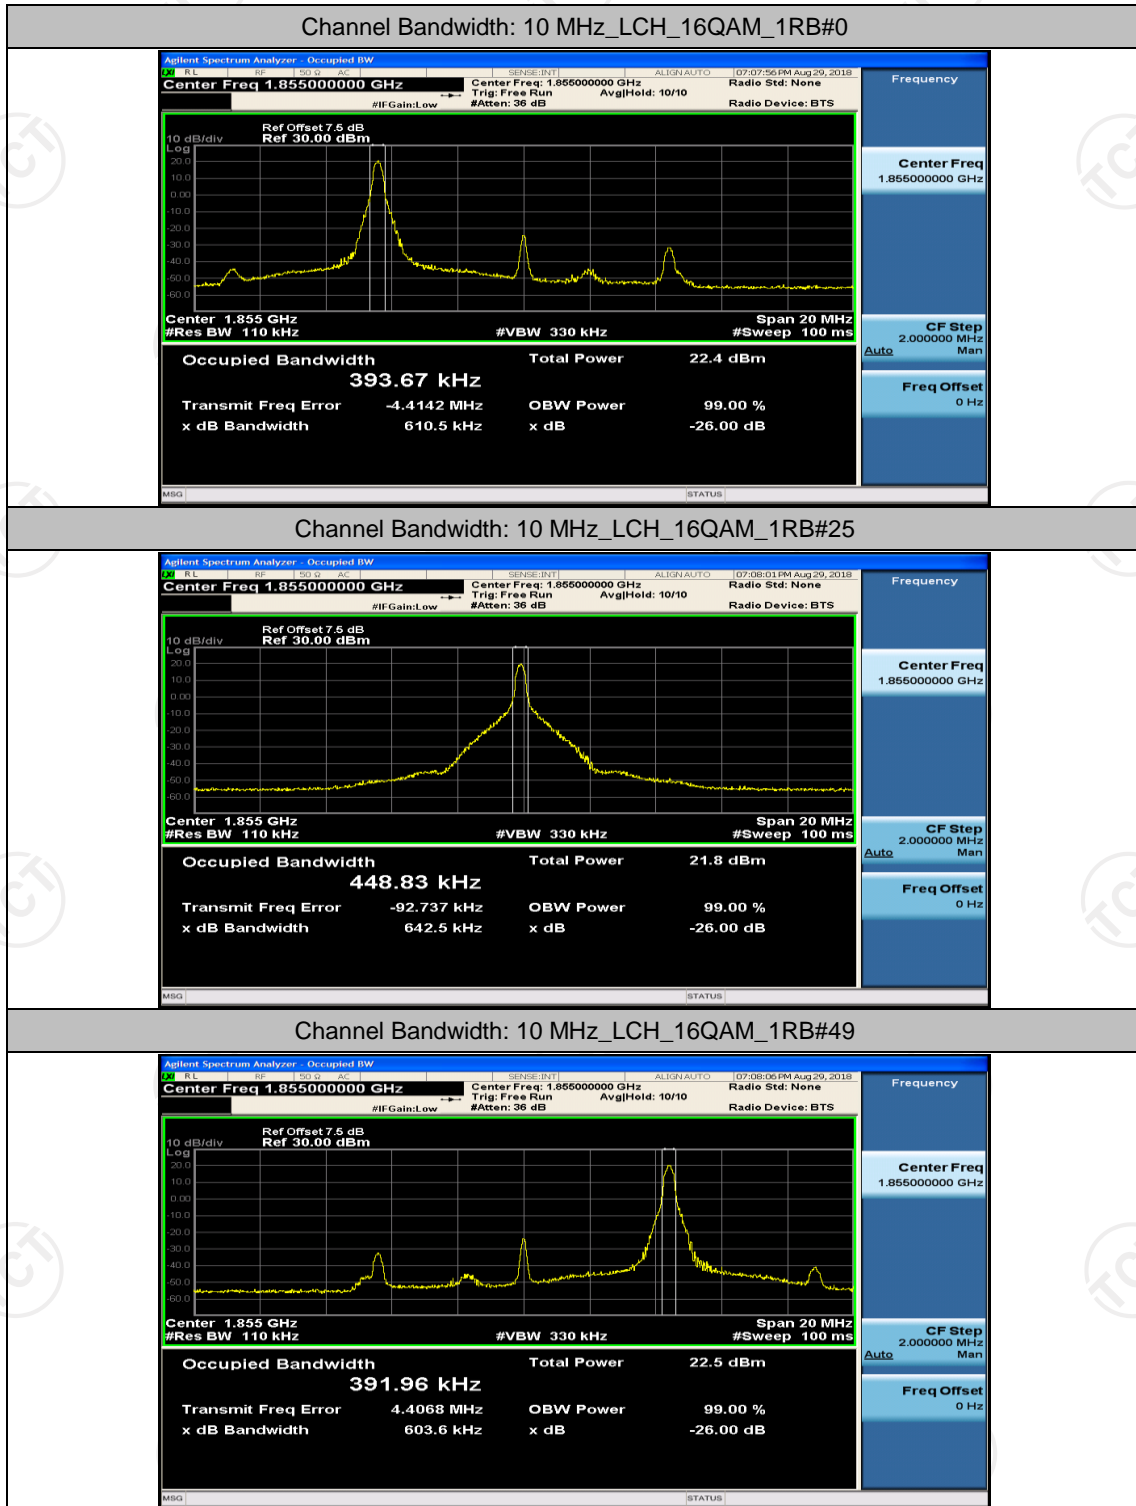 Channel Bandwidth: 10 MHz_LCH_16QAM_1RB#0
Agilent Spectrum Analyzer - Occupied BW
LXI RL RF 50 Ω AC SENSE:INT ALIGN AUTO 07:07:56 PM Aug 29, 2018
Center Freq 1.855000000 GHz
Center Freq: 1.855000000 GHz
Radio Std: None
Trig: Free Run Avg|Hold: 10/10
#IFGain:Low #Atten: 36 dB Radio Device: BTS
Ref Offset 7.5 dB
10 dB/div Ref 30.00 dBm
Log
20.0
10.0
0.00
-10.0
-20.0
-30.0
-40.0
-50.0
-60.0
Center 1.855 GHz Span 20 MHz
#Res BW 110 kHz #VBW 330 kHz #Sweep 100 ms
Occupied Bandwidth Total Power 22.4 dBm
393.67 kHz
Transmit Freq Error -4.4142 MHz OBW Power 99.00 %
x dB Bandwidth 610.5 kHz x dB -26.00 dB
MSG STATUS
Frequency
Center Freq
1.855000000 GHz
CF Step
2.000000 MHz
Auto Man
Freq Offset
0 Hz
Channel Bandwidth: 10 MHz_LCH_16QAM_1RB#25
Agilent Spectrum Analyzer - Occupied BW
LXI RL RF 50 Ω AC SENSE:INT ALIGN AUTO 07:08:01 PM Aug 29, 2018
Center Freq 1.855000000 GHz
Center Freq: 1.855000000 GHz
Radio Std: None
Trig: Free Run Avg|Hold: 10/10
#IFGain:Low #Atten: 36 dB Radio Device: BTS
Ref Offset 7.5 dB
10 dB/div Ref 30.00 dBm
Log
20.0
10.0
0.00
-10.0
-20.0
-30.0
-40.0
-50.0
-60.0
Center 1.855 GHz Span 20 MHz
#Res BW 110 kHz #VBW 330 kHz #Sweep 100 ms
Occupied Bandwidth Total Power 21.8 dBm
448.83 kHz
Transmit Freq Error -92.737 kHz OBW Power 99.00 %
x dB Bandwidth 642.5 kHz x dB -26.00 dB
MSG STATUS
Frequency
Center Freq
1.855000000 GHz
CF Step
2.000000 MHz
Auto Man
Freq Offset
0 Hz
Channel Bandwidth: 10 MHz_LCH_16QAM_1RB#49
Agilent Spectrum Analyzer - Occupied BW
LXI RL RF 50 Ω AC SENSE:INT ALIGN AUTO 07:08:06 PM Aug 29, 2018
Center Freq 1.855000000 GHz
Center Freq: 1.855000000 GHz
Radio Std: None
Trig: Free Run Avg|Hold: 10/10
#IFGain:Low #Atten: 36 dB Radio Device: BTS
Ref Offset 7.5 dB
10 dB/div Ref 30.00 dBm
Log
20.0
10.0
0.00
-10.0
-20.0
-30.0
-40.0
-50.0
-60.0
Center 1.855 GHz Span 20 MHz
#Res BW 110 kHz #VBW 330 kHz #Sweep 100 ms
Occupied Bandwidth Total Power 22.5 dBm
391.96 kHz
Transmit Freq Error 4.4068 MHz OBW Power 99.00 %
x dB Bandwidth 603.6 kHz x dB -26.00 dB
MSG STATUS
Frequency
Center Freq
1.855000000 GHz
CF Step
2.000000 MHz
Auto Man
Freq Offset
0 Hz